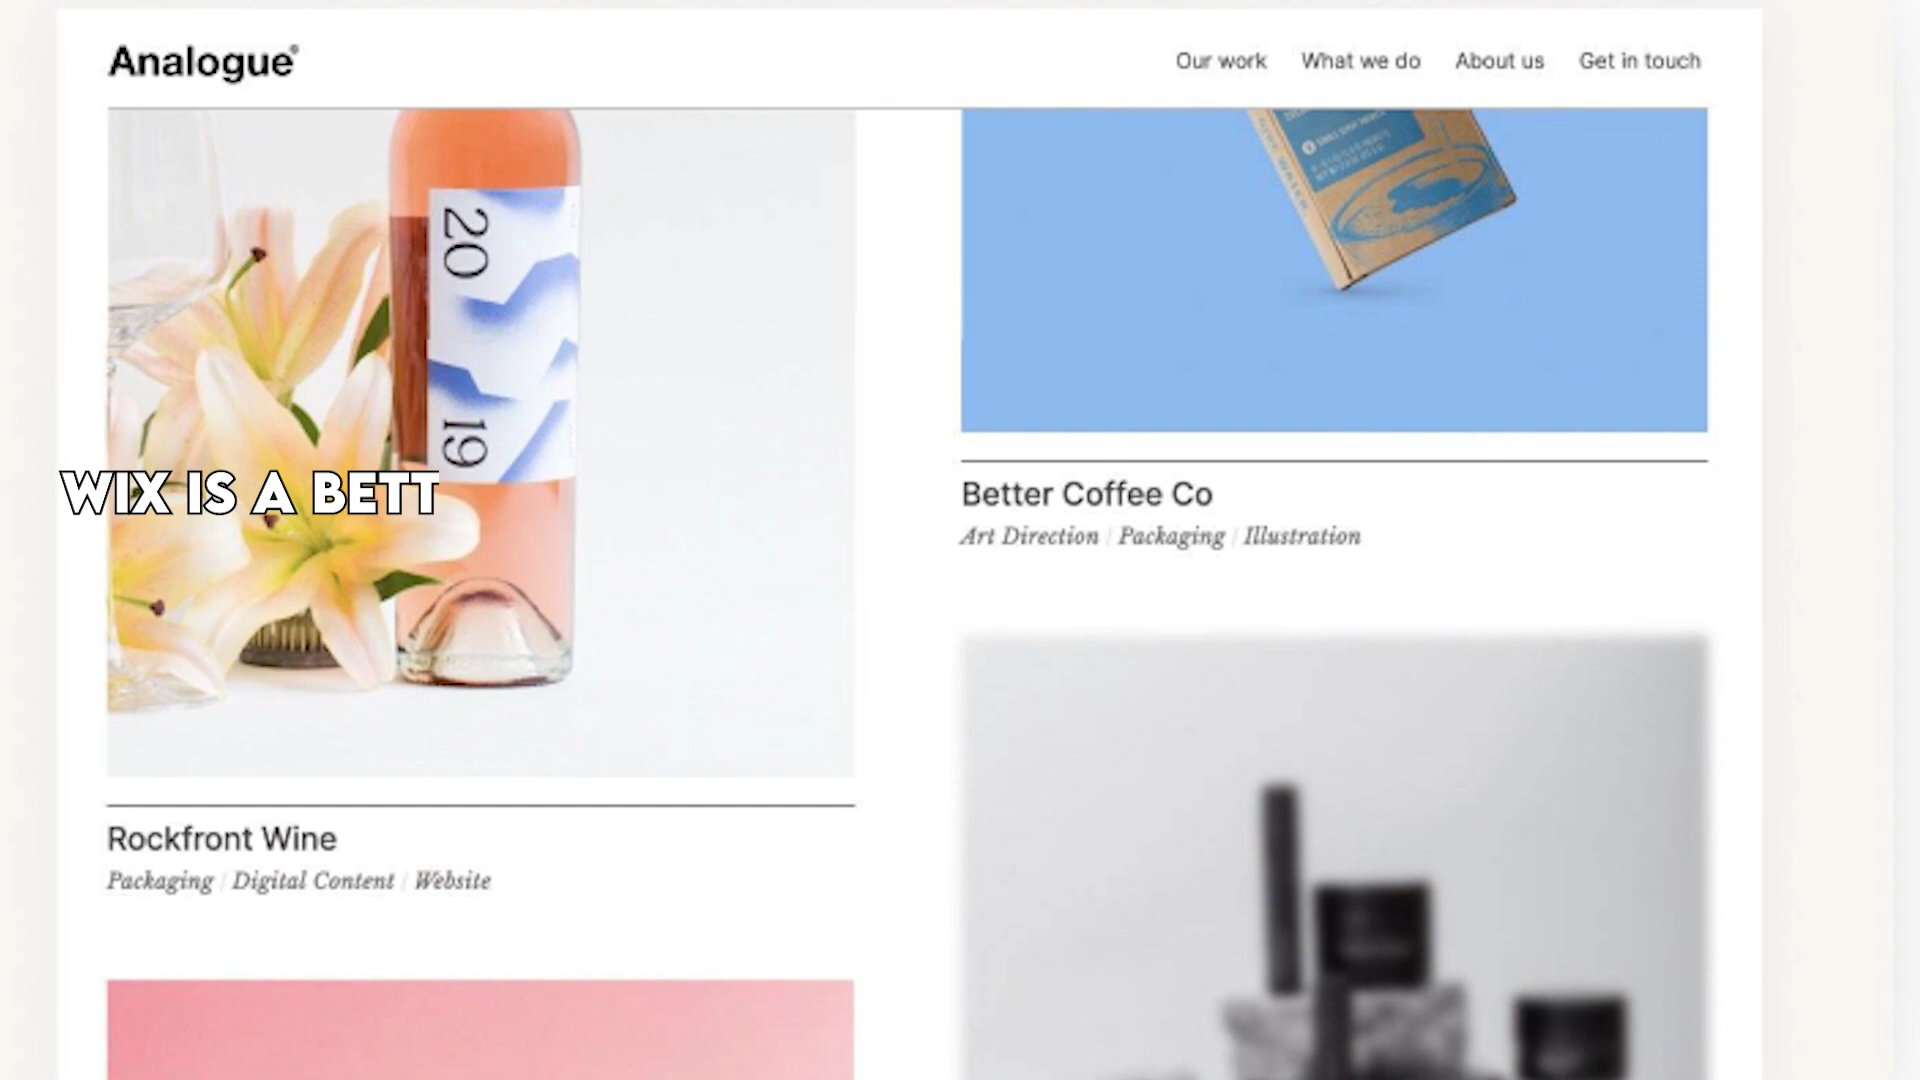 Analogue®
Our work What we do About us Get in touch
20
19
WIX IS A BETT
Better Coffee Co
Art Direction / Packaging / Illustration
Rockfront Wine
Packaging / Digital Content / Website